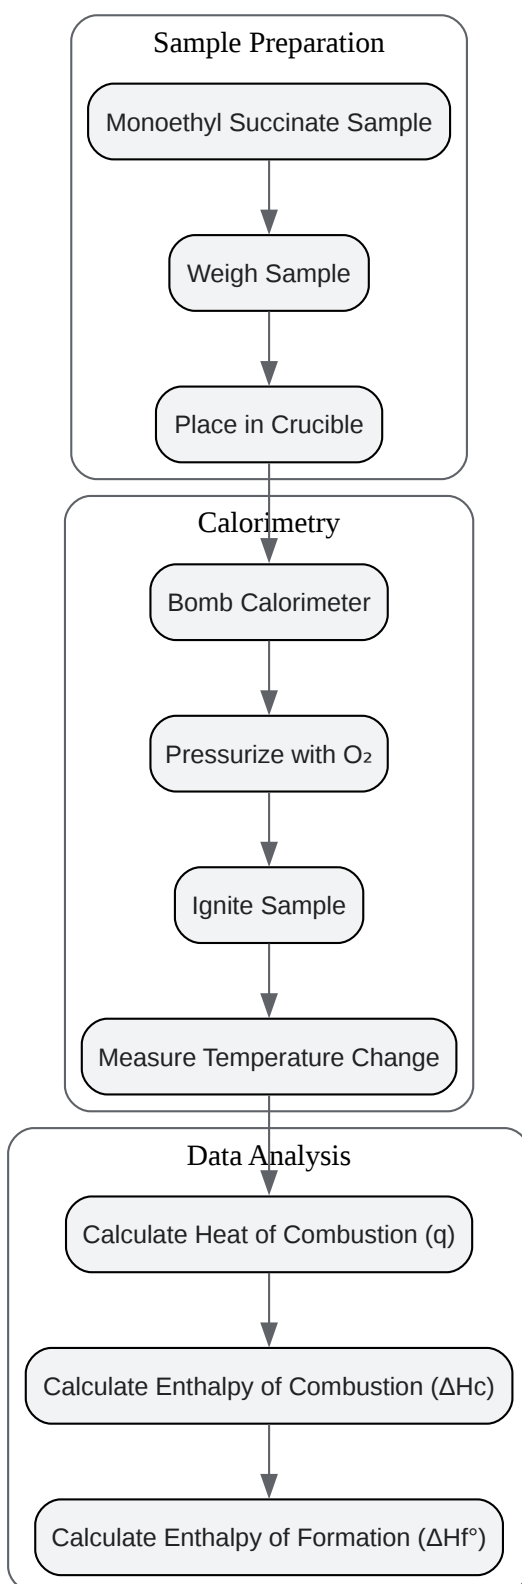 Sample Preparation
Monoethyl Succinate Sample
Weigh Sample
Place in Crucible
Calorimetry
Bomb Calorimeter
Pressurize with O₂
Ignite Sample
Measure Temperature Change
Data Analysis
Calculate Heat of Combustion (q)
Calculate Enthalpy of Combustion (ΔHc)
Calculate Enthalpy of Formation (ΔHf°)